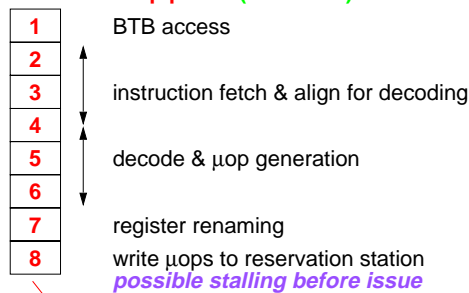 1 BTB access
2
3 instruction fetch & align for decoding
4
5 decode & μop generation
6
7 register renaming
8 write μops to reservation station
possible stalling before issue